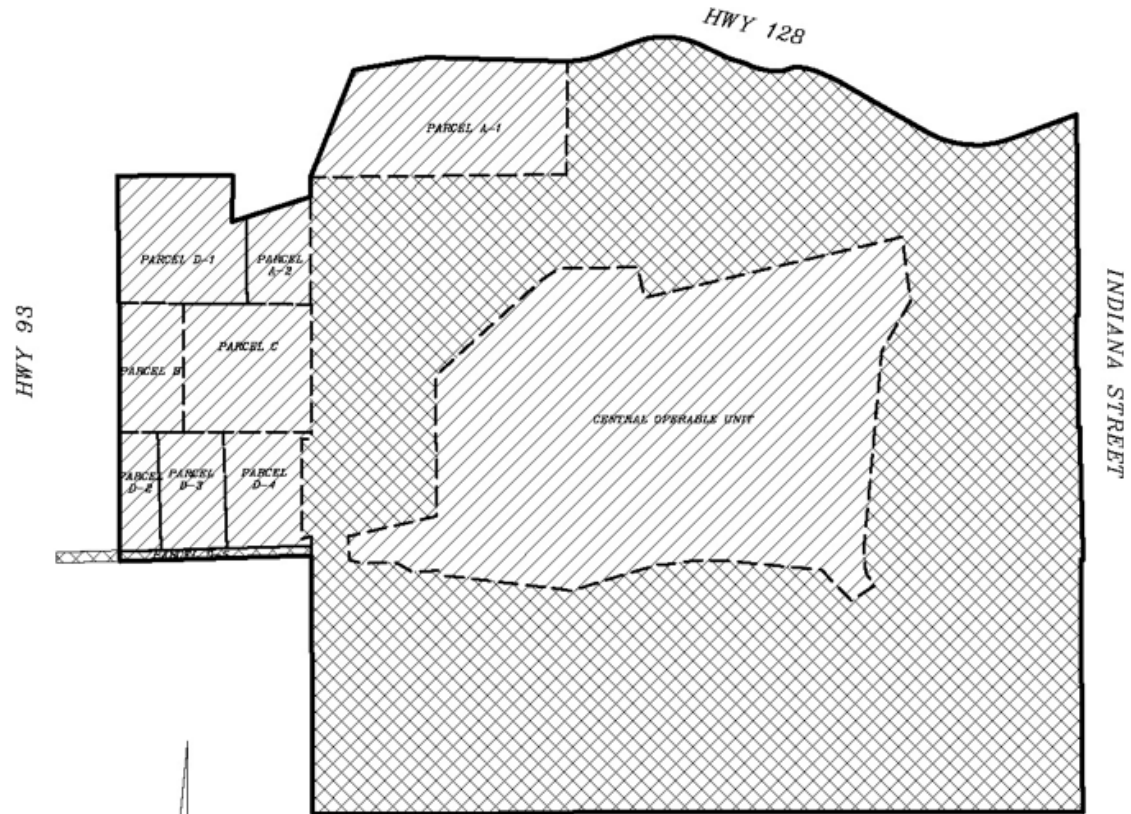 HWY 128
PARCEL A-1
PARCEL D-1
PARCEL
A-2
HWY 93
PARCEL B
PARCEL C
CENTRAL OPERABLE UNIT
INDIANA STREET
PARCEL
D-2
PARCEL
D-3
PARCEL
D-4
PARCEL